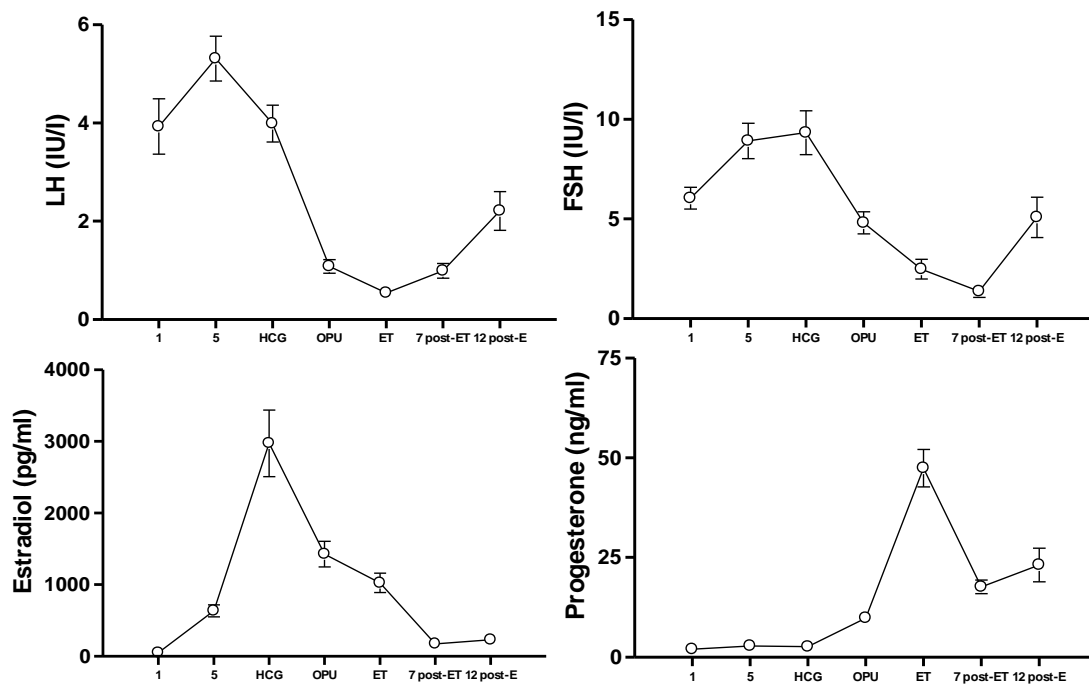 LH (IU/l)
6
4
2
0
1 5 HCG OPU ET 7 post-ET 12 post-E
FSH (IU/l)
15
10
5
0
1 5 HCG OPU ET 7 post-ET 12 post-E
Estradiol (pg/ml)
4000
3000
2000
1000
0
1 5 HCG OPU ET 7 post-ET 12 post-E
Progesterone (ng/ml)
75
50
25
0
1 5 HCG OPU ET 7 post-ET 12 post-E